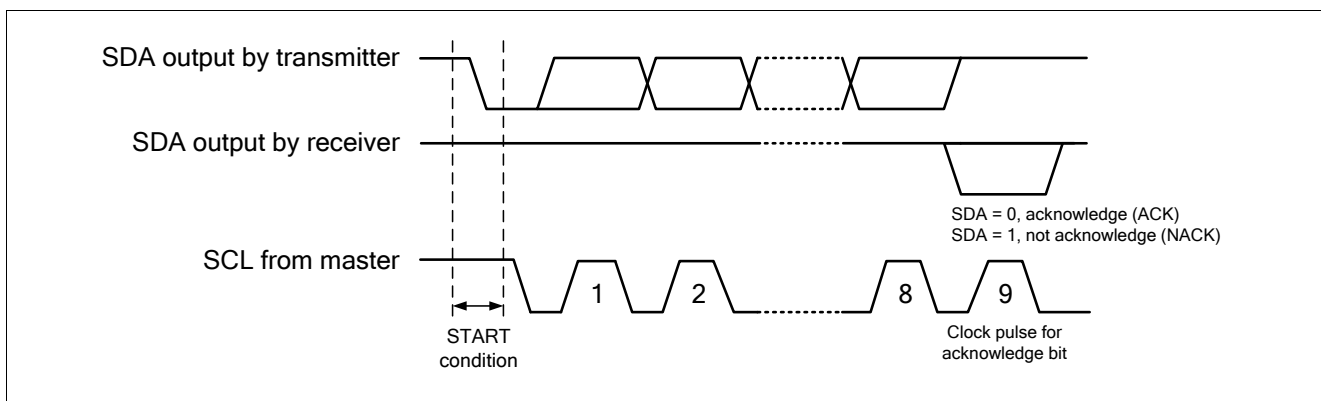 SDA output by transmitter
SDA output by receiver
SDA = 0, acknowledge (ACK)
SDA = 1, not acknowledge (NACK)
SCL from master
1
2
8
9
START
condition
Clock pulse for
acknowledge bit